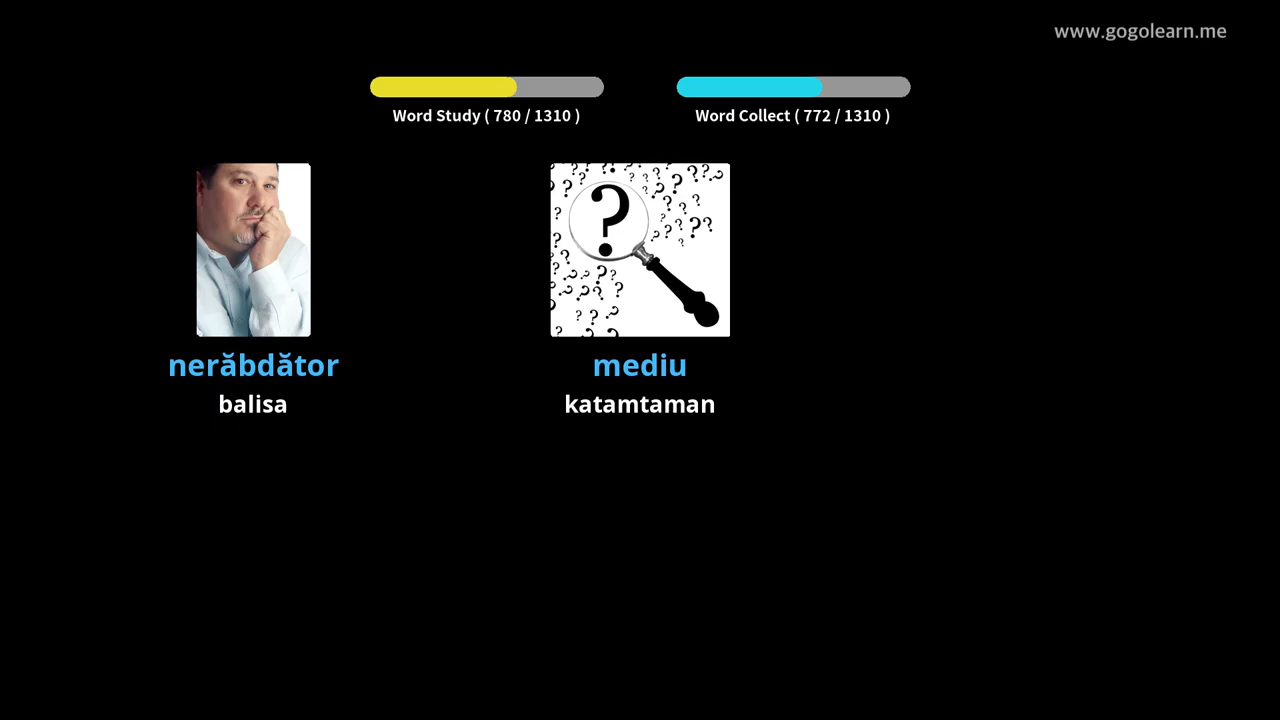 www.gogolearn.me
Word Study ( 780 / 1310 )
Word Collect ( 772 / 1310 )
nerăbdător
mediu
balisa
katamtaman